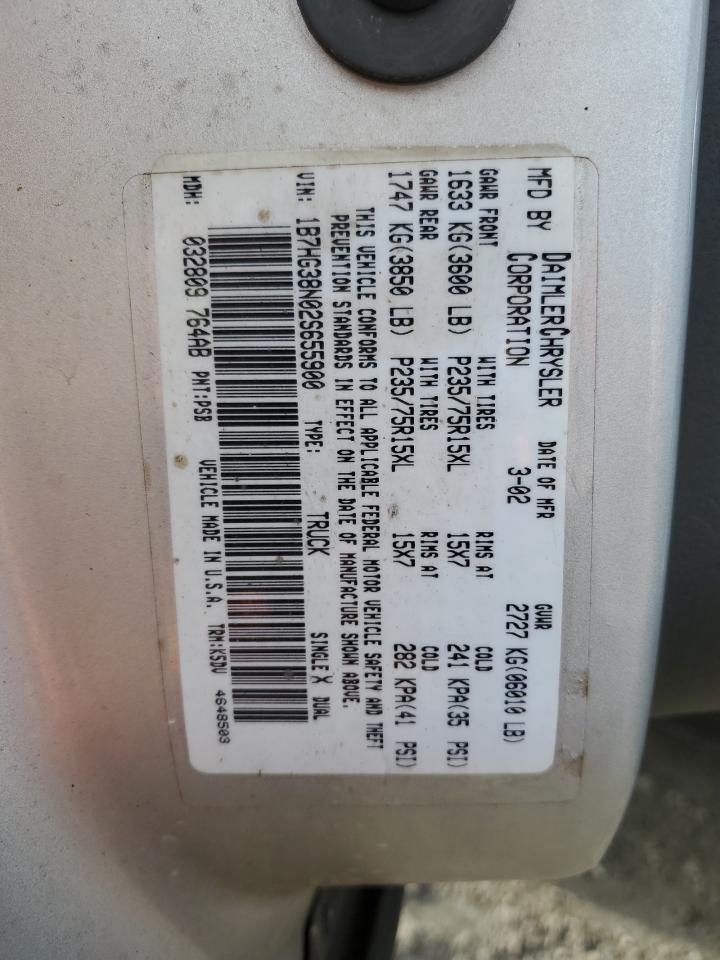 MFD BY DAIMLERCHRYSLER CORPORATION DATE OF MFR 3-02 GVWR 2727 KG(06010 LB)
GAWR FRONT WITH TIRES RIMS AT COLD
1633 KG(3600 LB) P235/75R15XL 15X7 241 KPA(35 PSI)
GAWR REAR WITH TIRES RIMS AT COLD
1747 KG(3850 LB) P235/75R15XL 15X7 282 KPA(41 PSI)
THIS VEHICLE CONFORMS TO ALL APPLICABLE FEDERAL MOTOR VEHICLE SAFETY AND THEFT
PREVENTION STANDARDS IN EFFECT ON THE DATE OF MANUFACTURE SHOWN ABOVE.
VIN: 1B7HG38N02S655900 TYPE: TRUCK SINGLE X DUAL
MDH: 032809 764AB PNT:PSB VEHICLE MADE IN U.S.A. TRM:K5DV 4648503